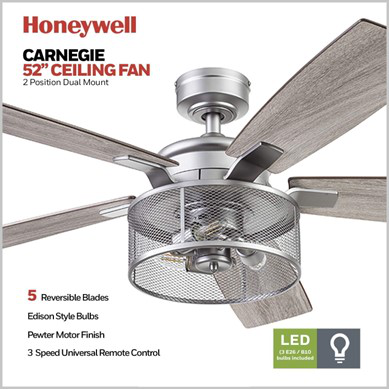 Honeywell
CARNEGIE
52” CEILING FAN
2 Position Dual Mount
5 Reversible Blades
Edison Style Bulbs
Pewter Motor Finish
3 Speed Universal Remote Control
LED
(3 E26 / B10
bulbs included)